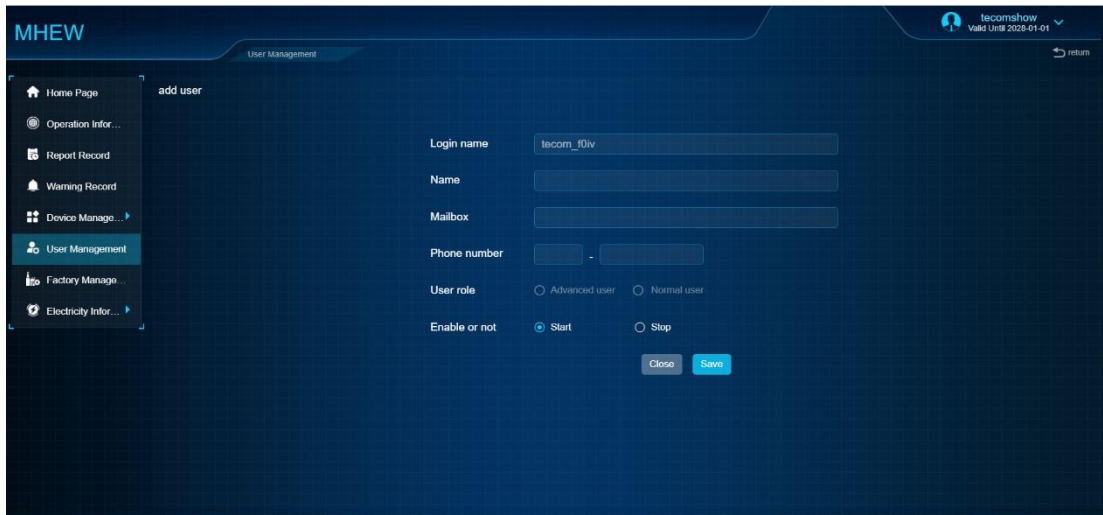 MHEW
tecomshow
Valid Until 2028-01-01
User Management
return
Home Page
Operation Infor...
Report Record
Warning Record
Device Manage...
User Management
Factory Manage...
Electricity Infor...
add user
Login name
tecom_f0iv
Name
Mailbox
Phone number
-
User role
Advanced user
Normal user
Enable or not
Start
Stop
Close
Save